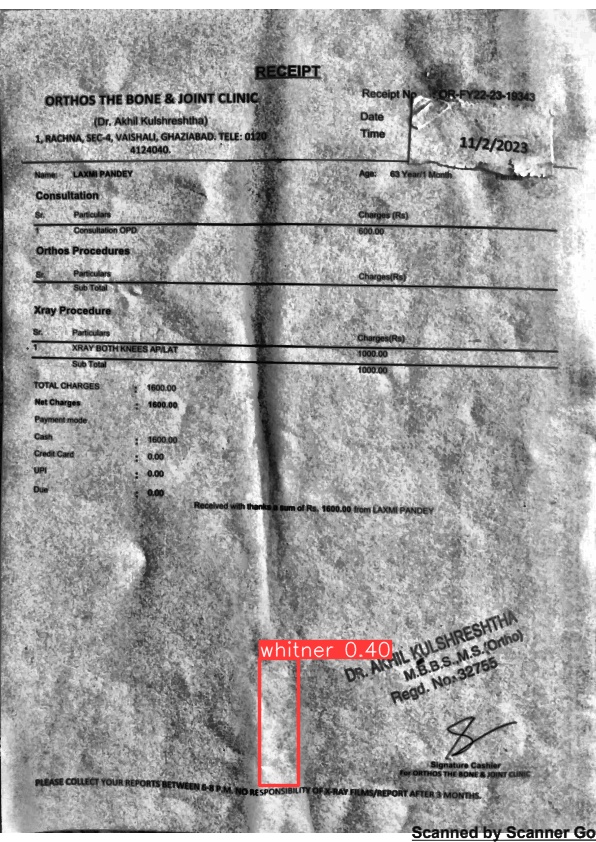 RECEIPT
ORTHOS THE BONE & JOINT CLINIC
(Dr. Akhil Kulshreshtha)
1, RACHNA, SEC-4, VAISHALI, GHAZIABAD. TELE: 0120
4124040.
Receipt No OR-FY22-23-19343
Date
Time
11/2/2023
Name: LAXMI PANDEY
Age: 63 Year/1 Month
Consultation
Sr. Particulars Charges (Rs)
1 Consultation OPD 600.00
Orthos Procedures
Sr. Particulars Charges(Rs)
Sub Total
Xray Procedure
Sr. Particulars Charges(Rs)
1 XRAY BOTH KNEES AP/LAT 1000.00
Sub Total 1000.00
TOTAL CHARGES : 1600.00
Net Charges : 1600.00
Payment mode
Cash : 1600.00
Credit Card : 0.00
UPI : 0.00
Due : 0.00
Received with thanks a sum of Rs. 1600.00 from LAXMI PANDEY
whitner 0.40
DR. AKHIL KULSHRESHTHA
M.B.B.S.,M.S.(Ortho)
Regd. No.-32755
Signature Cashier
For ORTHOS THE BONE & JOINT CLINIC
PLEASE COLLECT YOUR REPORTS BETWEEN 6-8 P.M. NO RESPONSIBILITY OF X-RAY FILMS/REPORT AFTER 3 MONTHS.
Scanned by Scanner Go